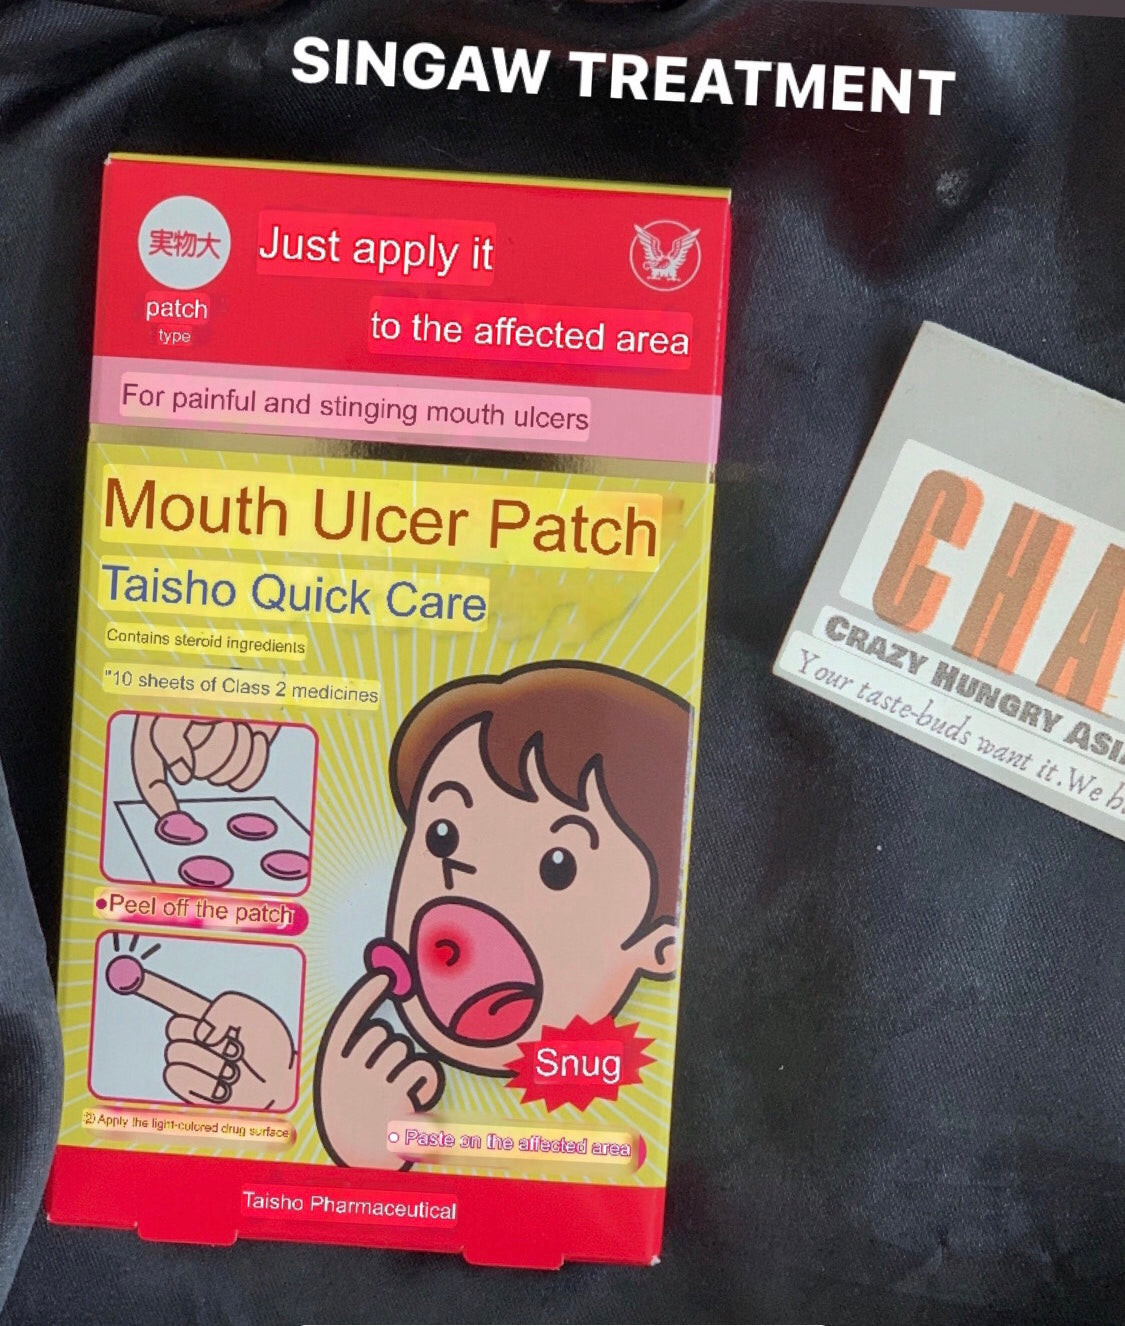 SINGAW TREATMENT
実物大
Just apply it
patch
type
to the affected area
For painful and stinging mouth ulcers
Mouth Ulcer Patch
Taisho Quick Care
Contains steroid ingredients
"10 sheets of Class 2 medicines
•Peel off the patch
Snug
② Apply the light-colored drug surface
Paste on the affected area
Taisho Pharmaceutical
CHA
CRAZY HUNGRY ASI
Your taste-buds want it. We